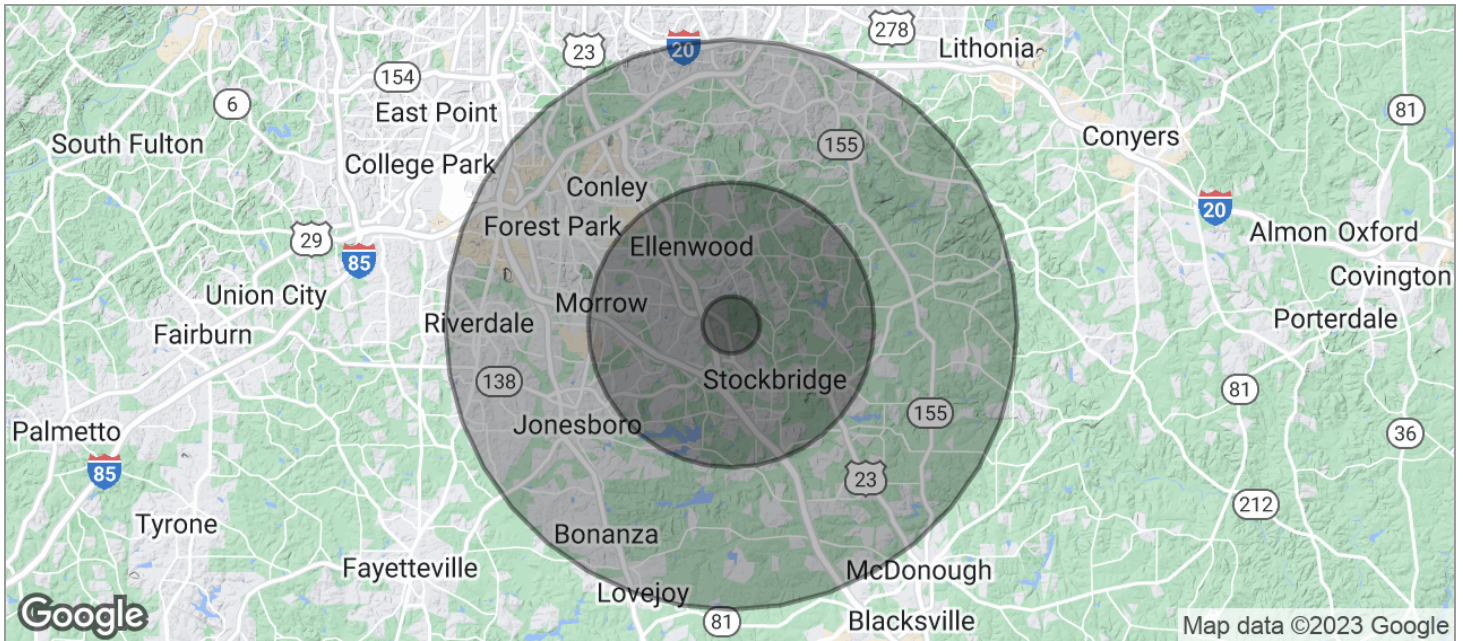 278
23
20
Lithonia
154
6
81
East Point
Conyers
South Fulton
155
College Park
Conley
20
Forest Park
29
Ellenwood
Almon Oxford
85
Covington
Union City
Morrow
Riverdale
Porterdale
Fairburn
138
Stockbridge
81
155
Jonesboro
Palmetto
36
85
23
212
Tyrone
Bonanza
Fayetteville
McDonough
Lovejoy
Google
81
Blacksville
Map data ©2023 Google